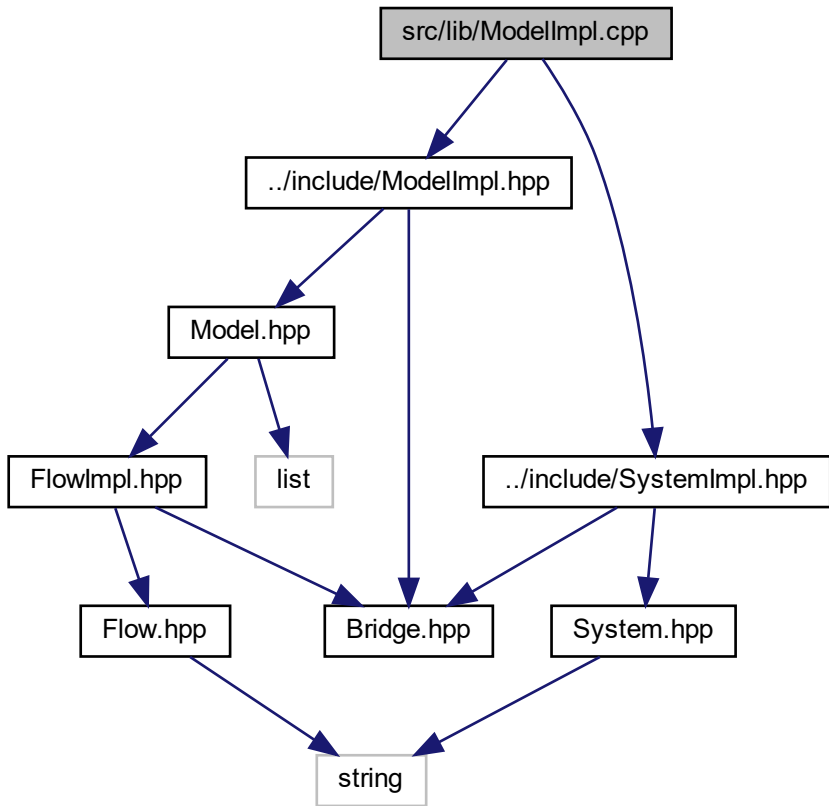 src/lib/ModelImpl.cpp
../include/ModelImpl.hpp
Model.hpp
FlowImpl.hpp
list
../include/SystemImpl.hpp
Flow.hpp
Bridge.hpp
System.hpp
string